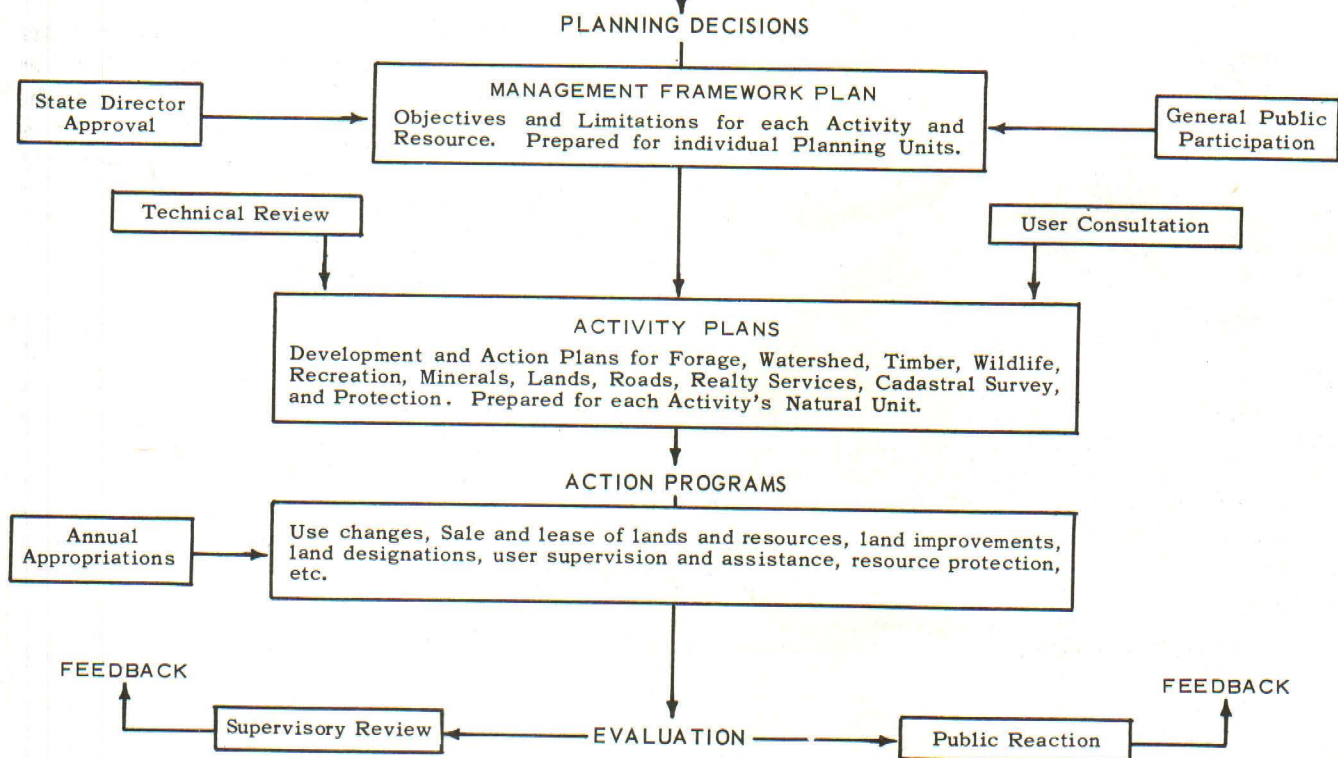 PLANNING DECISIONS
MANAGEMENT FRAMEWORK PLAN
Objectives and Limitations for each Activity and
Resource. Prepared for individual Planning Units.
State Director
Approval
General Public
Participation
Technical Review
User Consultation
ACTIVITY PLANS
Development and Action Plans for Forage, Watershed, Timber, Wildlife,
Recreation, Minerals, Lands, Roads, Realty Services, Cadastral Survey,
and Protection. Prepared for each Activity's Natural Unit.
ACTION PROGRAMS
Annual
Appropriations
Use changes, Sale and lease of lands and resources, land improvements,
land designations, user supervision and assistance, resource protection,
etc.
FEEDBACK
FEEDBACK
Supervisory Review
EVALUATION
Public Reaction